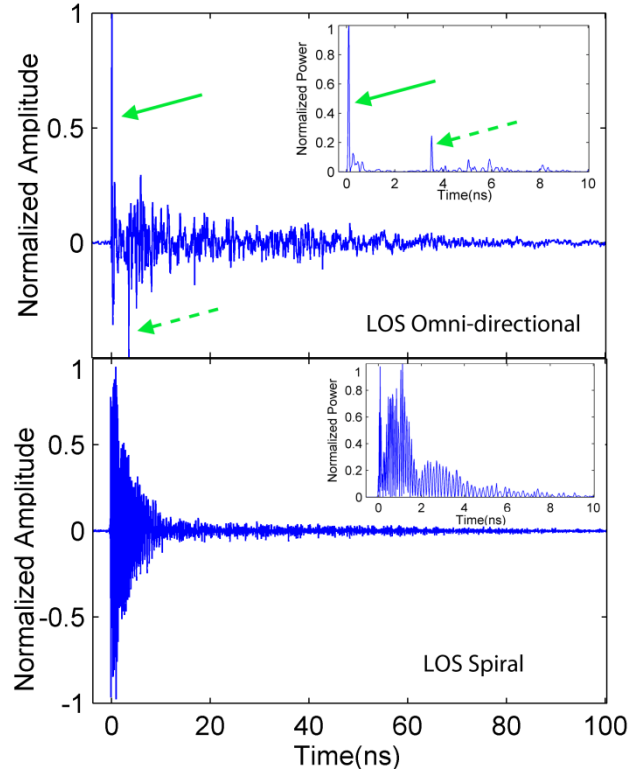 1
0.5
0
Normalized Amplitude
1
0.8
0.6
0.4
0.2
0
Normalized Power
0 2 4 6 8 10
Time(ns)
LOS Omni-directional
1
0.5
0
-0.5
-1
Normalized Amplitude
1
0.8
0.6
0.4
0.2
0
Normalized Power
0 2 4 6 8 10
Time(ns)
LOS Spiral
0 20 40 60 80 100
Time(ns)